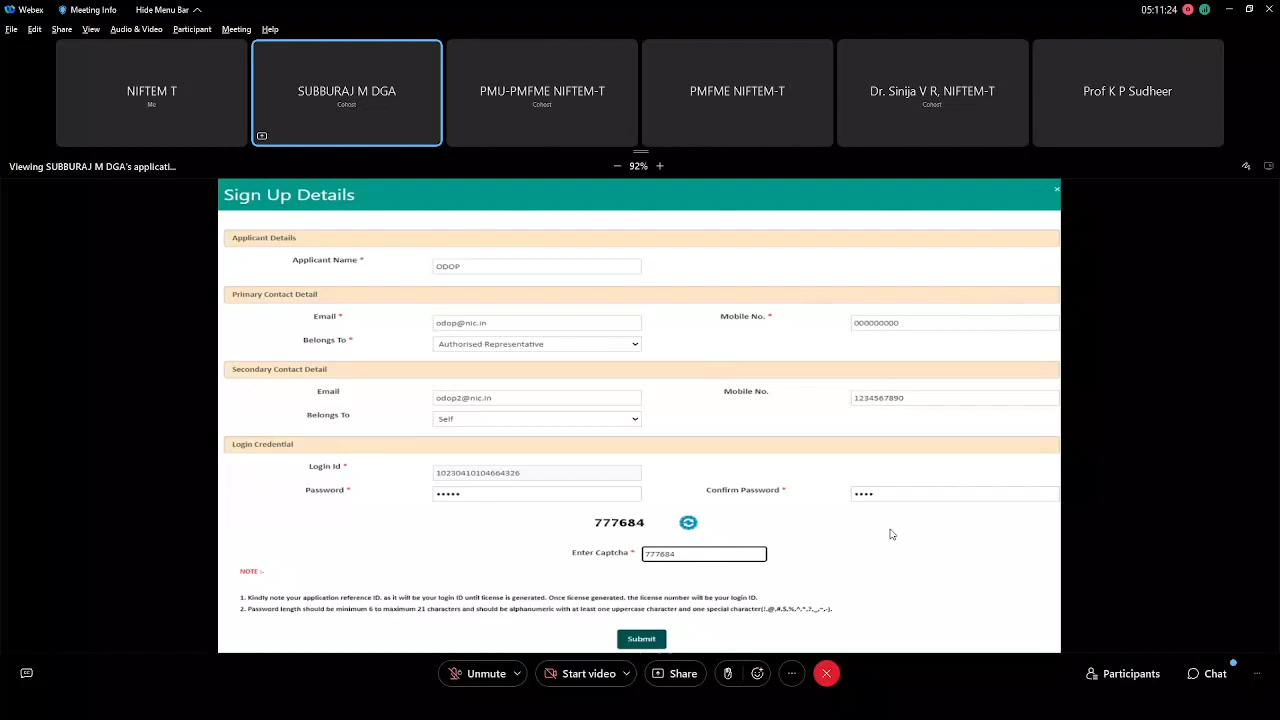 Webex Meeting Info Hide Menu Bar 05:11:24
File Edit Share View Audio & Video Participant Meeting Help
NIFTEM T
Me
SUBBURAJ M DGA
Cohost
PMU-PMFME NIFTEM-T
Cohost
PMFME NIFTEM-T
Dr. Sinija V R, NIFTEM-T
Cohost
Prof K P Sudheer
Viewing SUBBURAJ M DGA's applicati... 92%
Sign Up Details
Applicant Details
Applicant Name * ODOP
Primary Contact Detail
Email * odop@nic.in Mobile No. * 000000000
Belongs To * Authorised Representative
Secondary Contact Detail
Email odop2@nic.in Mobile No. 1234567890
Belongs To Self
Login Credential
Login Id * 10230410104664326
Password * ••••• Confirm Password * ••••
777684
Enter Captcha * 777684
NOTE :-
1. Kindly note your application reference ID. as it will be your login ID until license is generated. Once license generated. the license number will be your login ID.
2. Password length should be minimum 6 to maximum 21 characters and should be alphanumeric with at least one uppercase character and one special character(!,@,#,$,%,^,*,?,_,~,-).
Submit
Unmute Start video Share Participants Chat